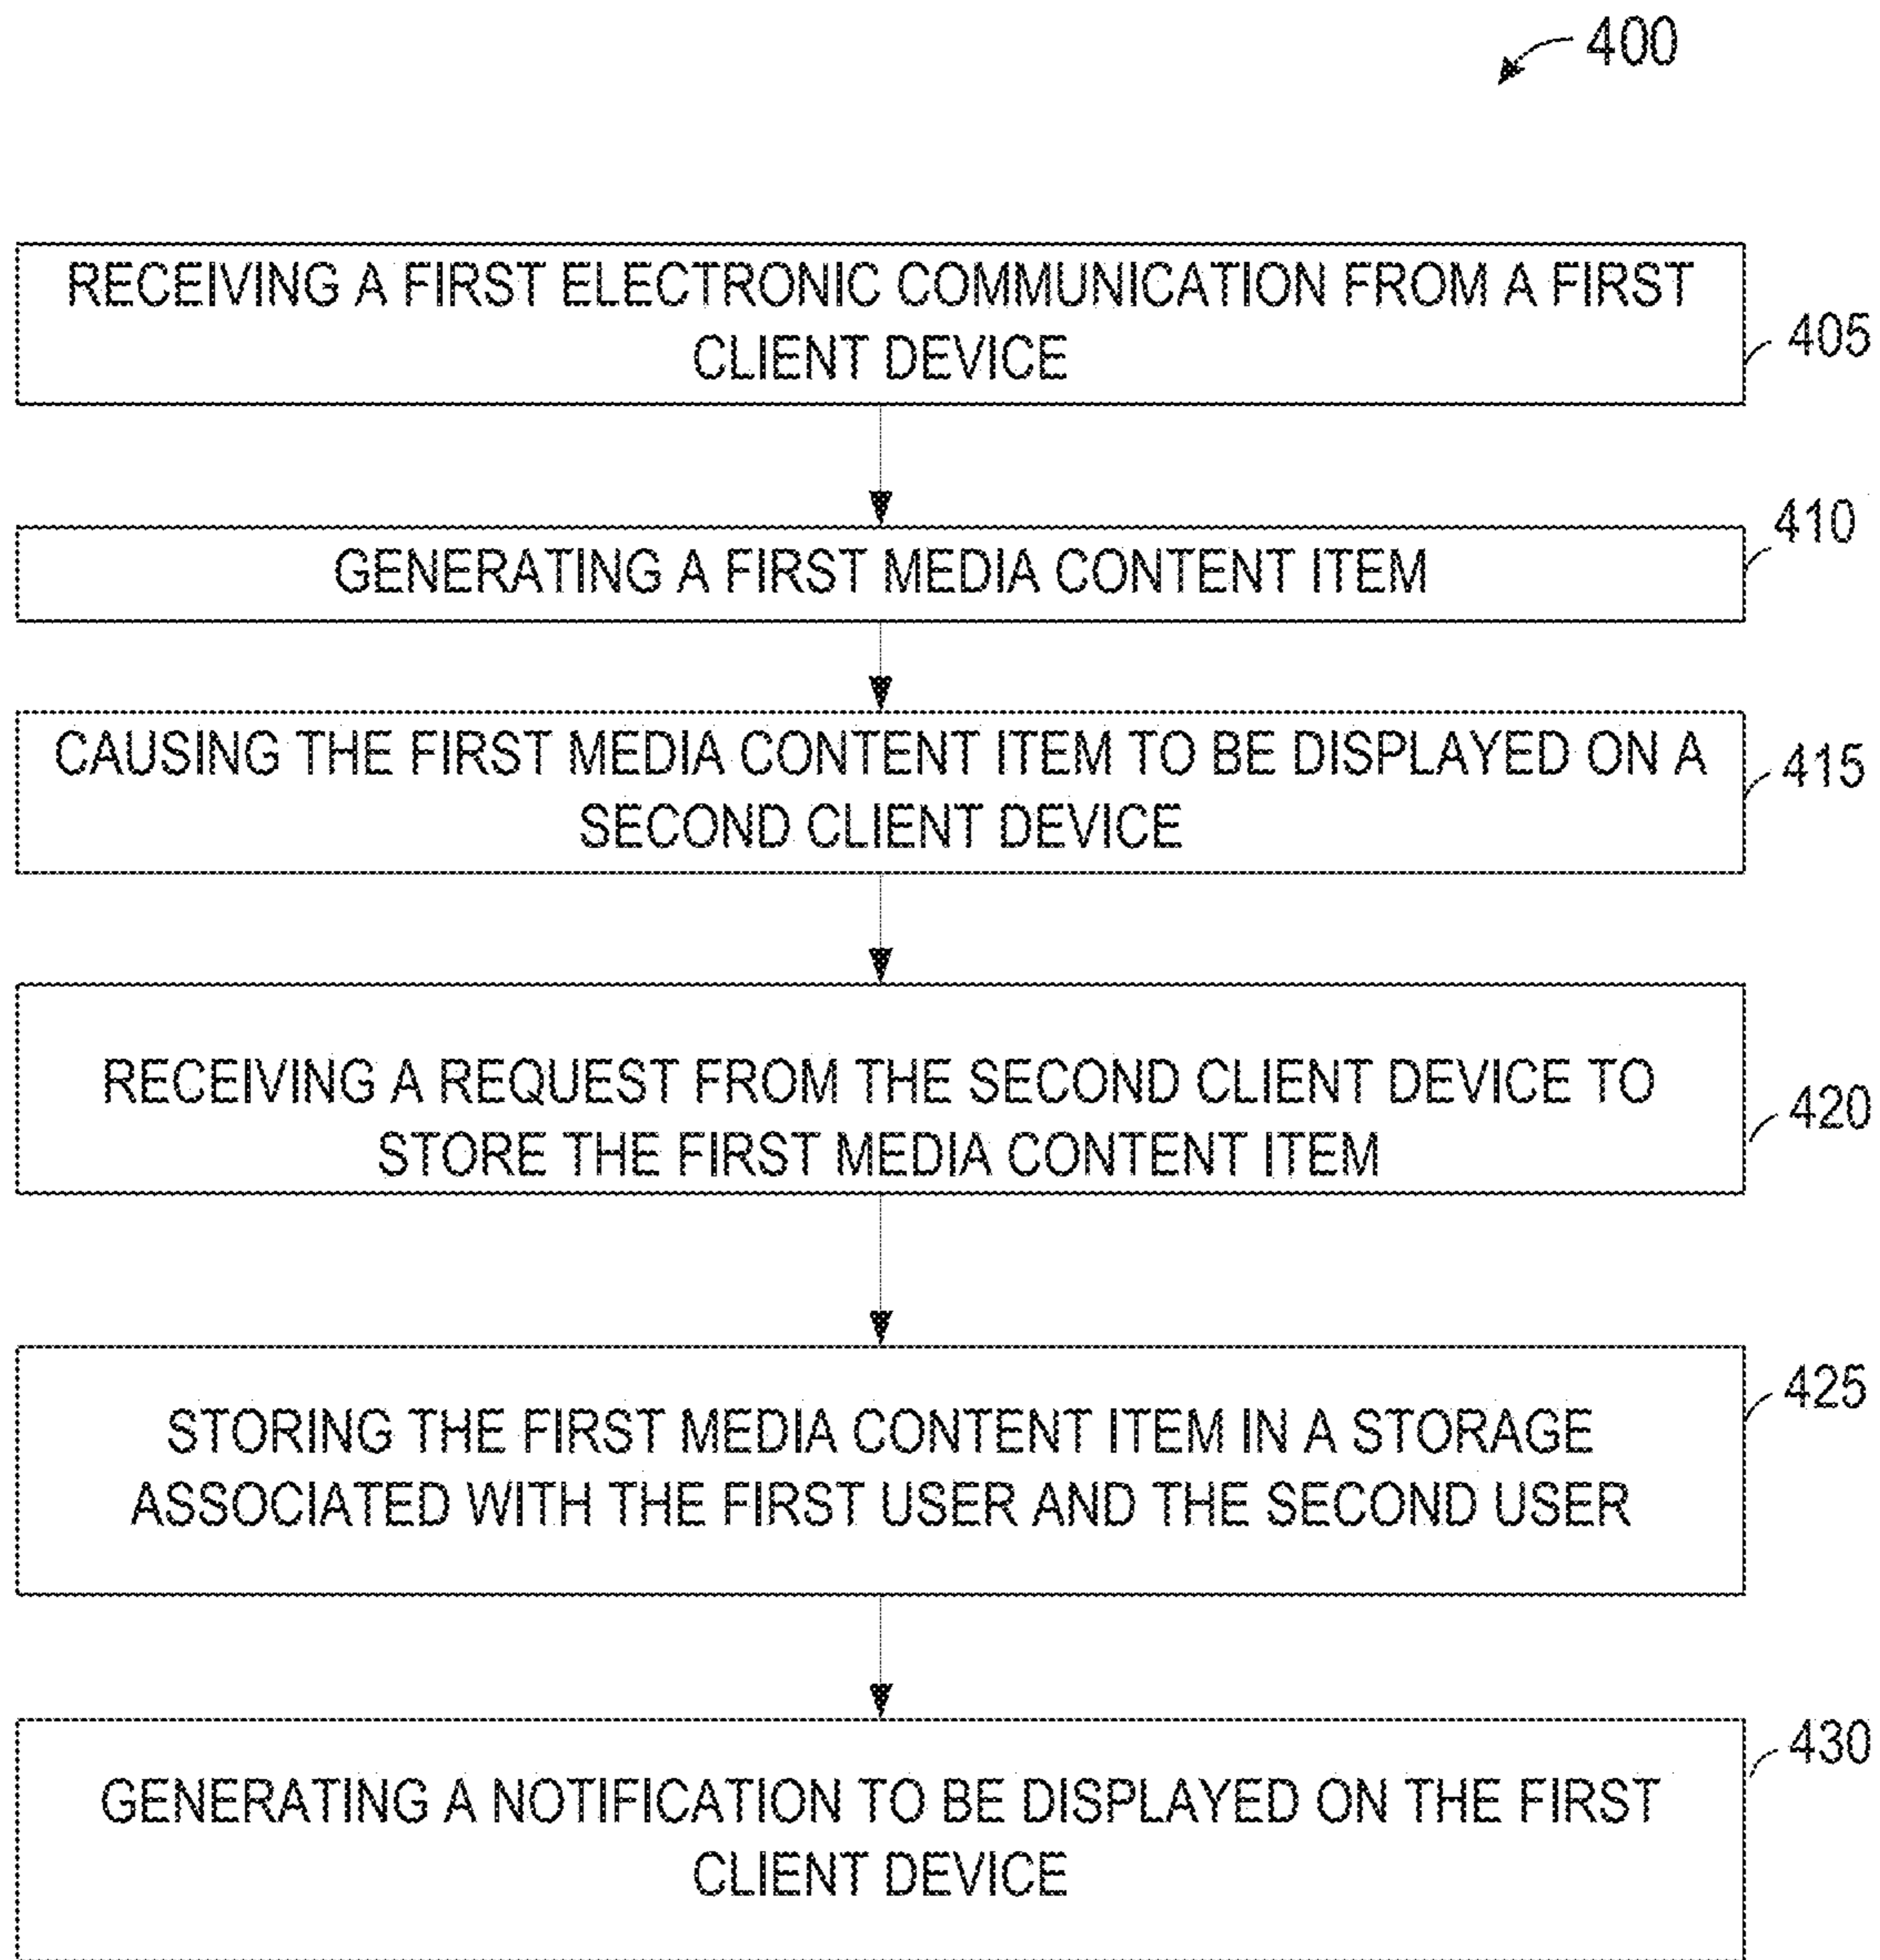 400
RECEIVING A FIRST ELECTRONIC COMMUNICATION FROM A FIRST
CLIENT DEVICE
405
410
GENERATING A FIRST MEDIA CONTENT ITEM
CAUSING THE FIRST MEDIA CONTENT ITEM TO BE DISPLAYED ON A
SECOND CLIENT DEVICE
415
RECEIVING A REQUEST FROM THE SECOND CLIENT DEVICE TO
STORE THE FIRST MEDIA CONTENT ITEM
420
425
STORING THE FIRST MEDIA CONTENT ITEM IN A STORAGE
ASSOCIATED WITH THE FIRST USER AND THE SECOND USER
430
GENERATING A NOTIFICATION TO BE DISPLAYED ON THE FIRST
CLIENT DEVICE